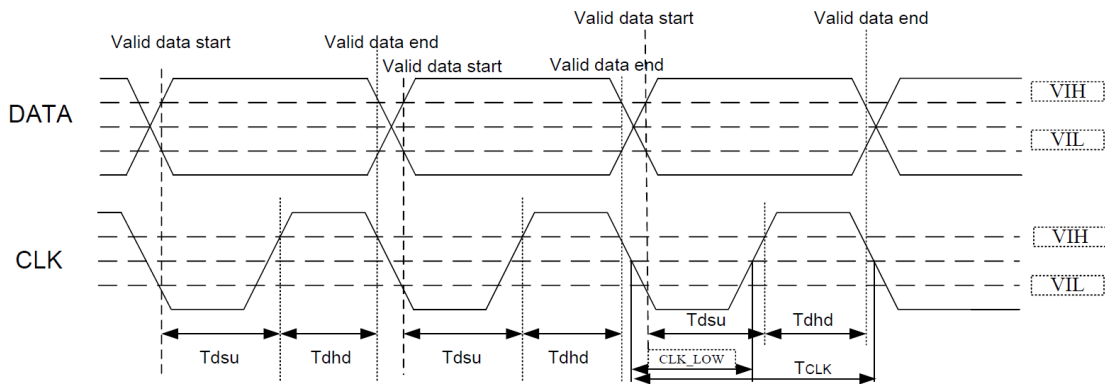 Valid data start
Valid data end
Valid data start
Valid data end
Valid data start
Valid data end
DATA
VIH
VIL
CLK
VIH
VIL
Tdsu
Tdhd
Tdsu
Tdhd
Tdsu
Tdhd
CLK_LOW
TCLK